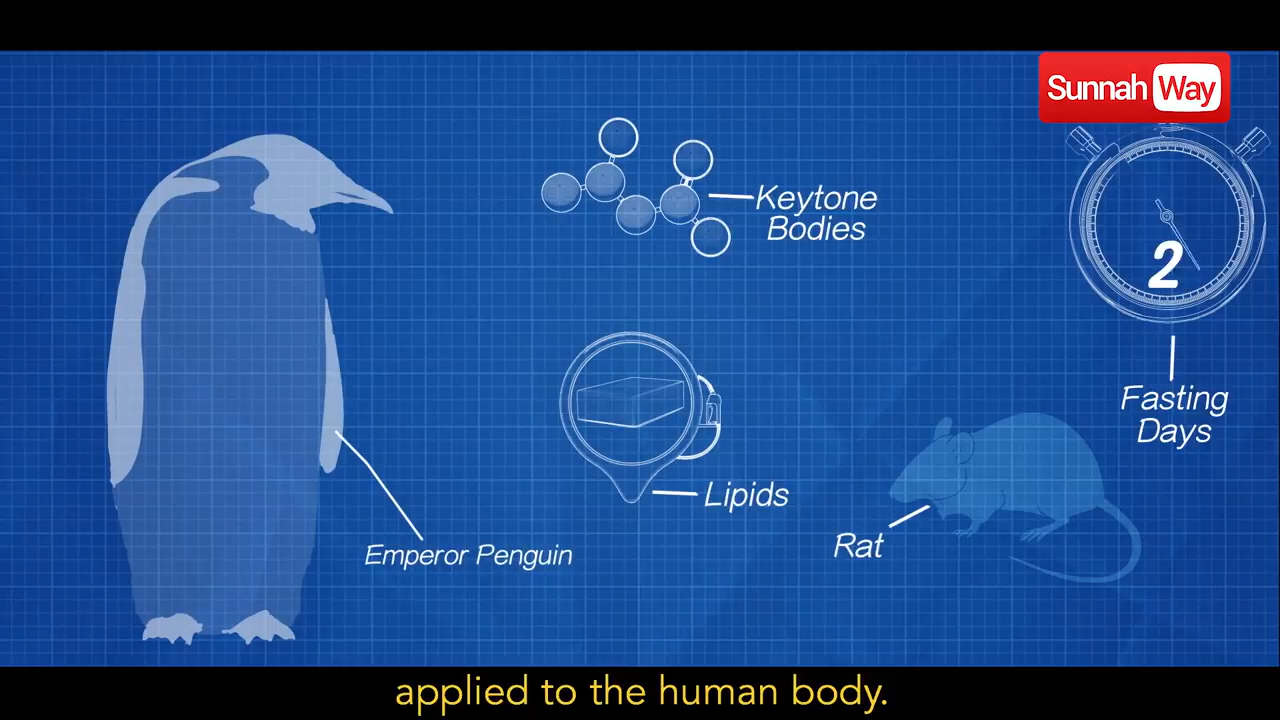 Sunnah Way
Keytone
Bodies
2
Fasting
Days
Lipids
Rat
Emperor Penguin
applied to the human body.